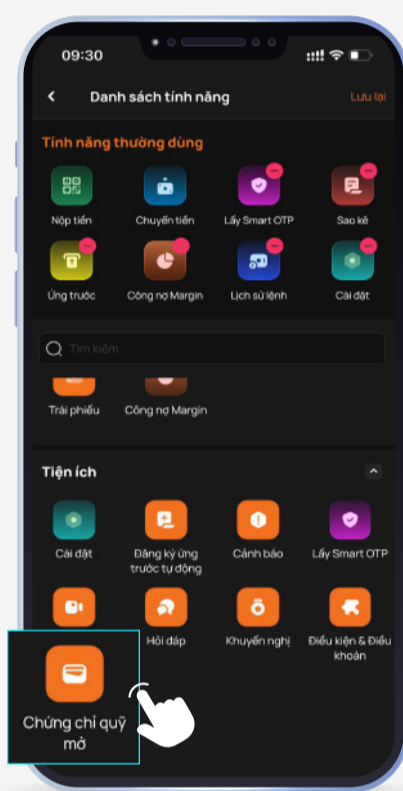 09:30
Danh sách tính năng
Lưu lại
Tính năng thường dùng
Nộp tiền
Chuyển tiền
Lấy Smart OTP
Sao kê
Ứng trước
Công nợ Margin
Lịch sử lệnh
Cài đặt
Tìm kiếm
Trái phiếu
Công nợ Margin
Tiện ích
Cài đặt
Đăng ký ứng
trước tự động
Cảnh báo
Lấy Smart OTP
Hỏi đáp
Khuyến nghị
Điều kiện & Điều
khoản
Chứng chỉ quỹ
mở